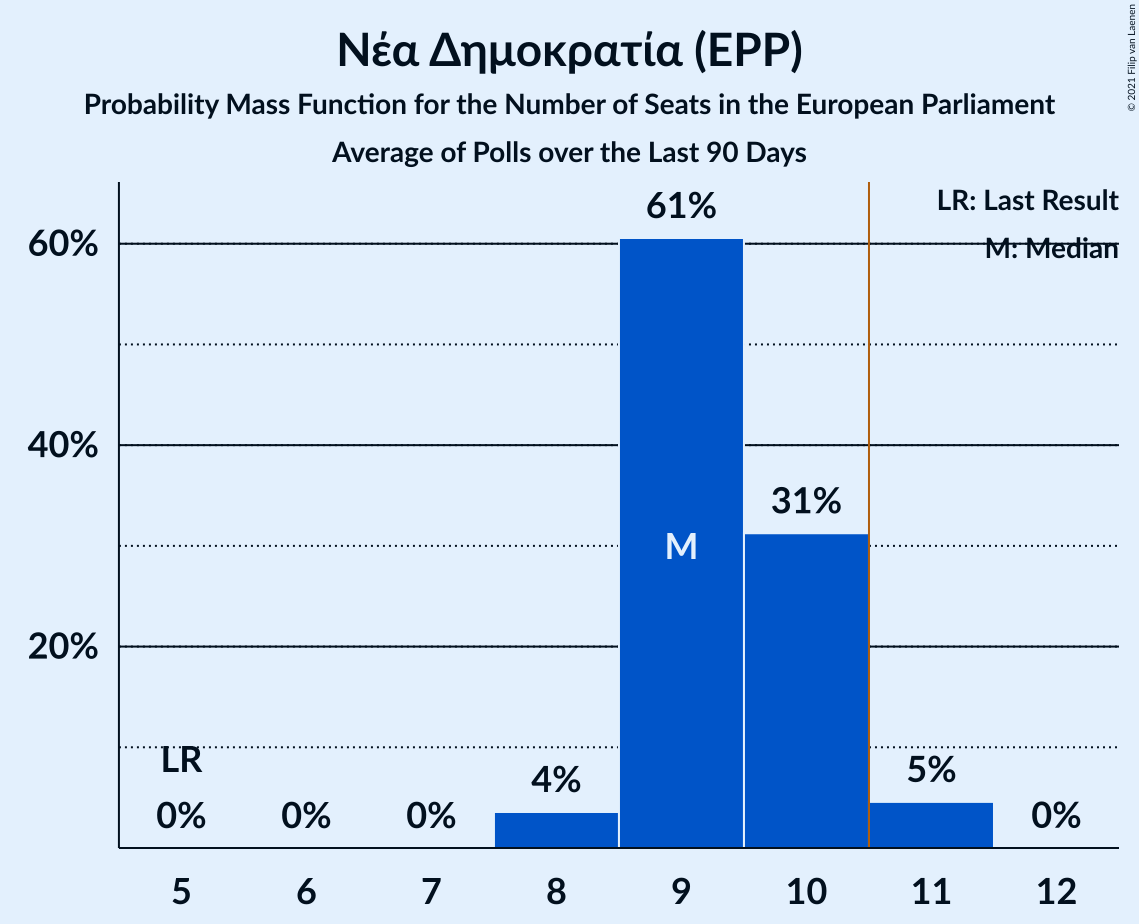 Νέα Δημοκρατία (EPP)
Probability Mass Function for the Number of Seats in the European Parliament
Average of Polls over the Last 90 Days
© 2021 Filip van Laenen
LR: Last Result
M: Median
60%
40%
20%
61%
31%
M
LR
0%
0%
0%
4%
5%
0%
5
6
7
8
9
10
11
12